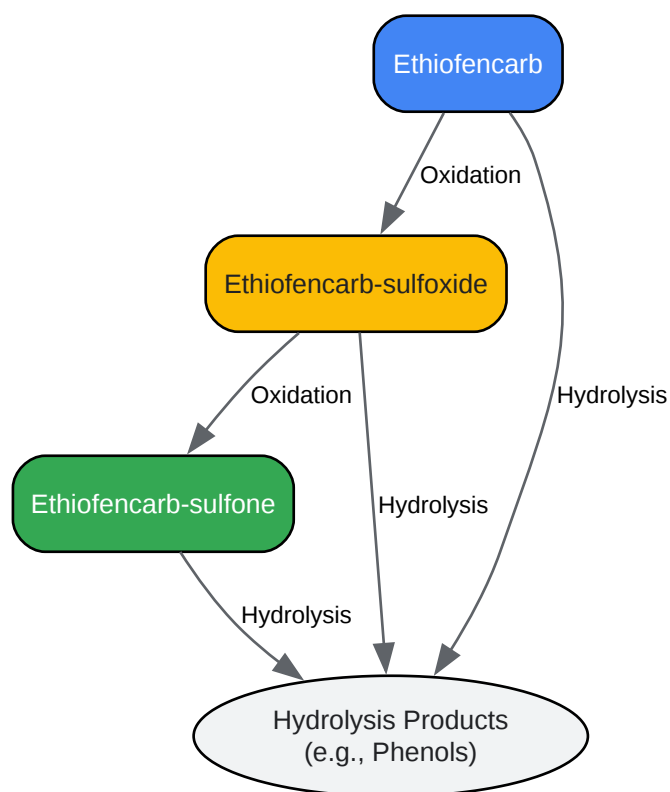 Ethiofencarb
Oxidation
Ethiofencarb-sulfoxide
Oxidation
Hydrolysis
Ethiofencarb-sulfone
Hydrolysis
Hydrolysis
Hydrolysis Products
(e.g., Phenols)